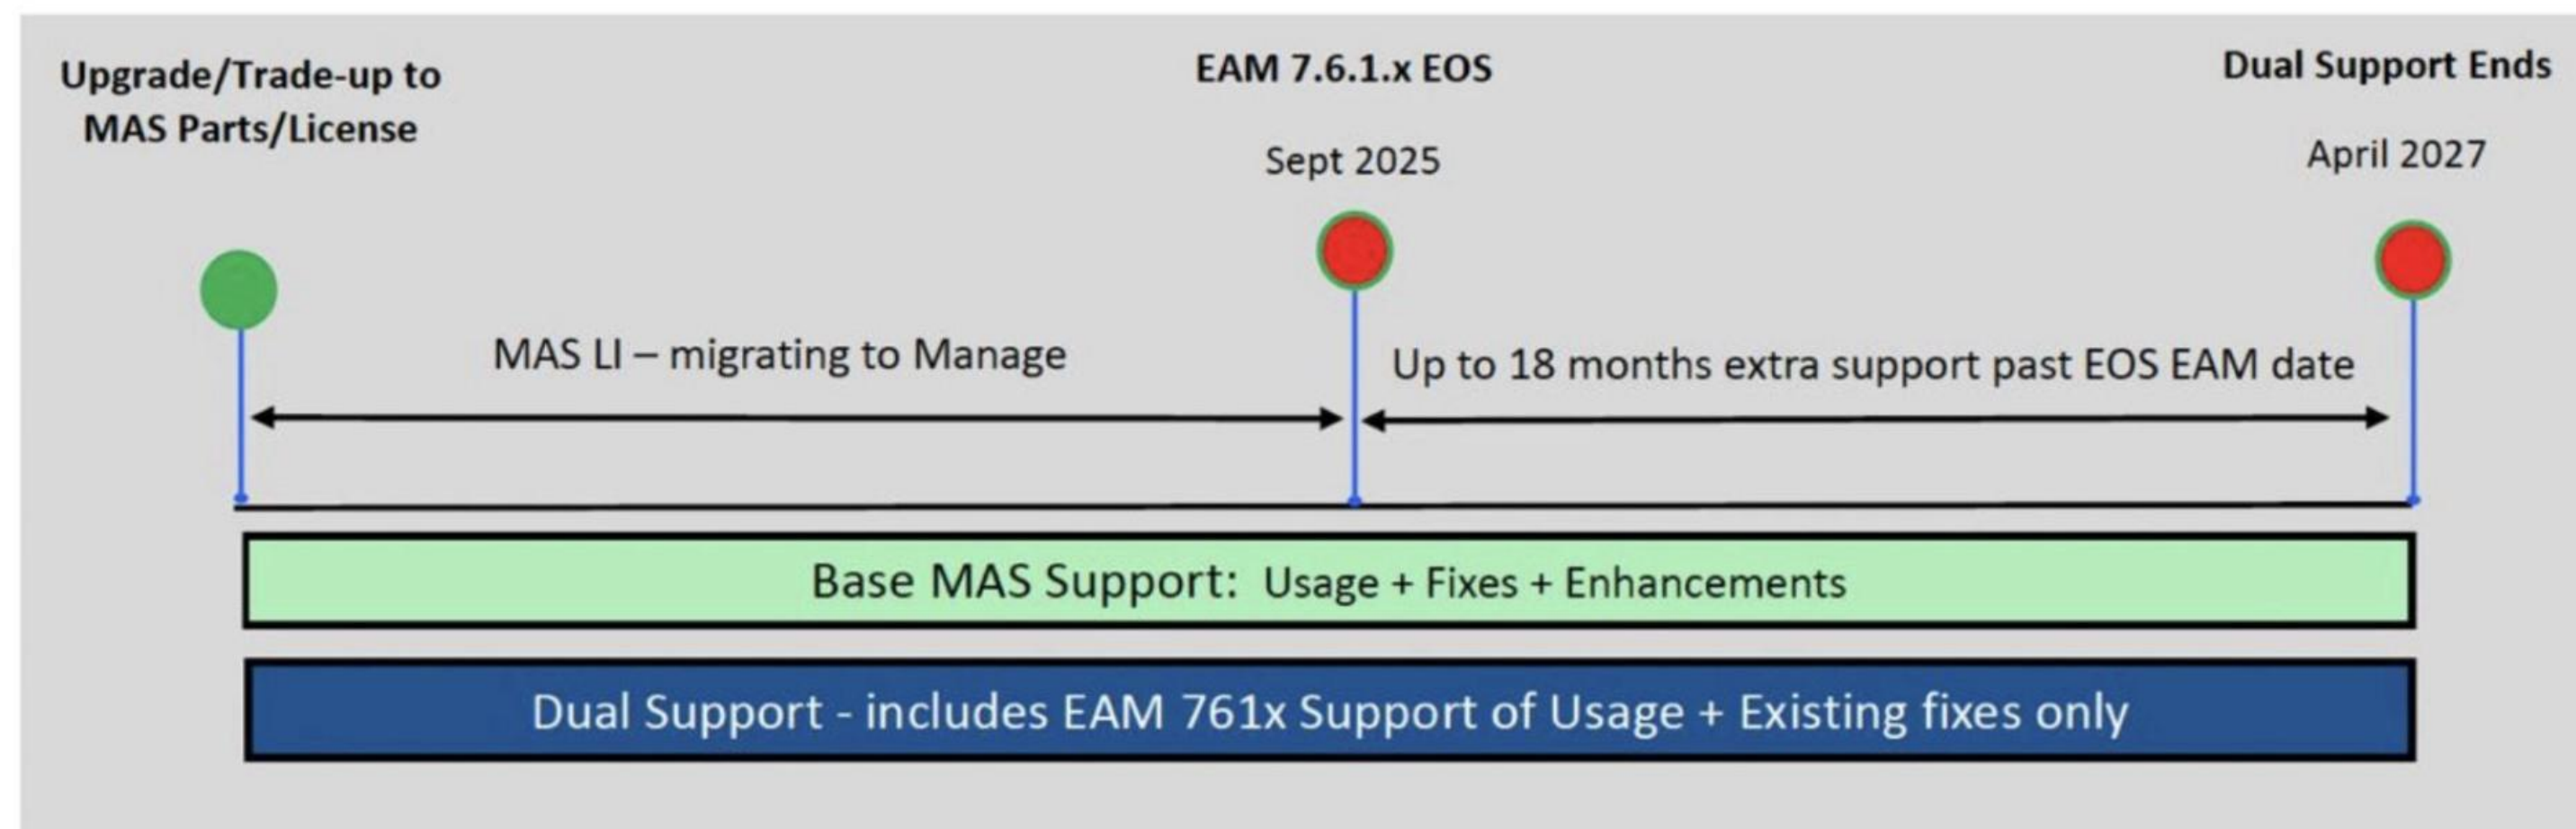 Upgrade/Trade-up to
MAS Parts/License
EAM 7.6.1.x EOS
Sept 2025
Dual Support Ends
April 2027
MAS LI – migrating to Manage
Up to 18 months extra support past EOS EAM date
Base MAS Support: Usage + Fixes + Enhancements
Dual Support - includes EAM 761x Support of Usage + Existing fixes only